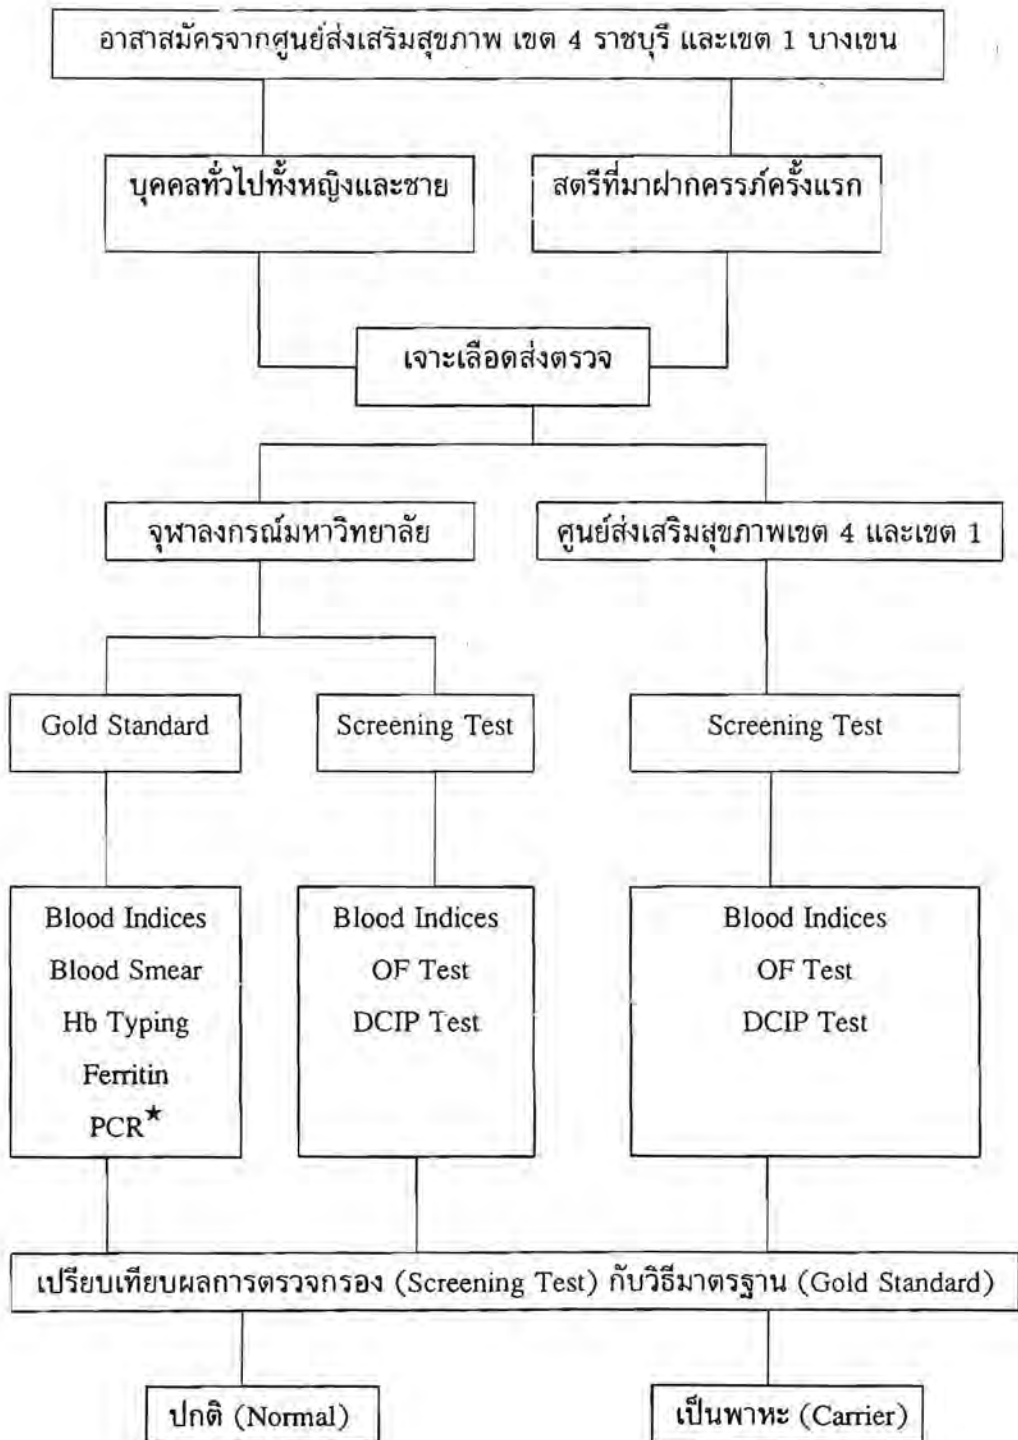 อาสาสมัครจากศูนย์ส่งเสริมสุขภาพ เขต 4 ราชบุรี และเขต 1 บางเขน
บุคคลทั่วไปทั้งหญิงและชาย
สตรีที่มาฝากครรภ์ครั้งแรก
เจาะเลือดส่งตรวจ
จุฬาลงกรณ์มหาวิทยาลัย
ศูนย์ส่งเสริมสุขภาพเขต 4 และเขต 1
Gold Standard
Screening Test
Screening Test
Blood Indices
Blood Smear
Hb Typing
Ferritin
PCR★
Blood Indices
OF Test
DCIP Test
Blood Indices
OF Test
DCIP Test
เปรียบเทียบผลการตรวจกรอง (Screening Test) กับวิธีมาตรฐาน (Gold Standard)
ปกติ (Normal)
เป็นพาหะ (Carrier)